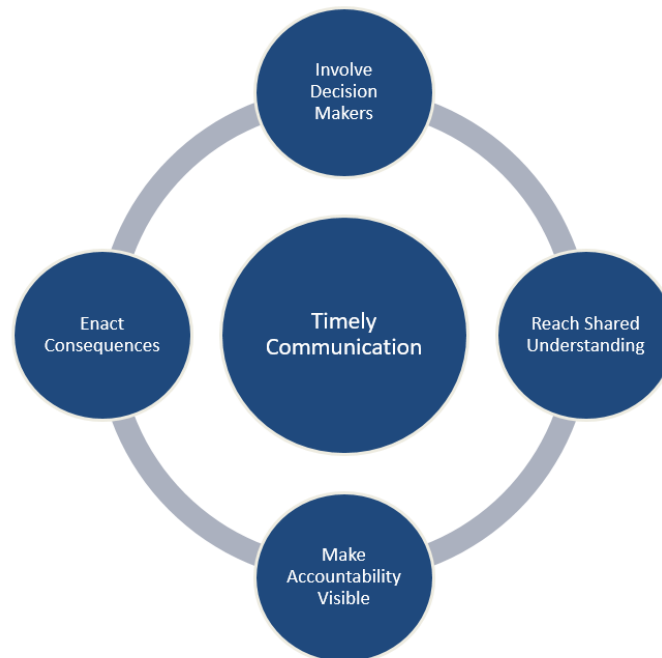 Involve
Decision
Makers
Enact
Consequences
Timely
Communication
Reach Shared
Understanding
Make
Accountability
Visible